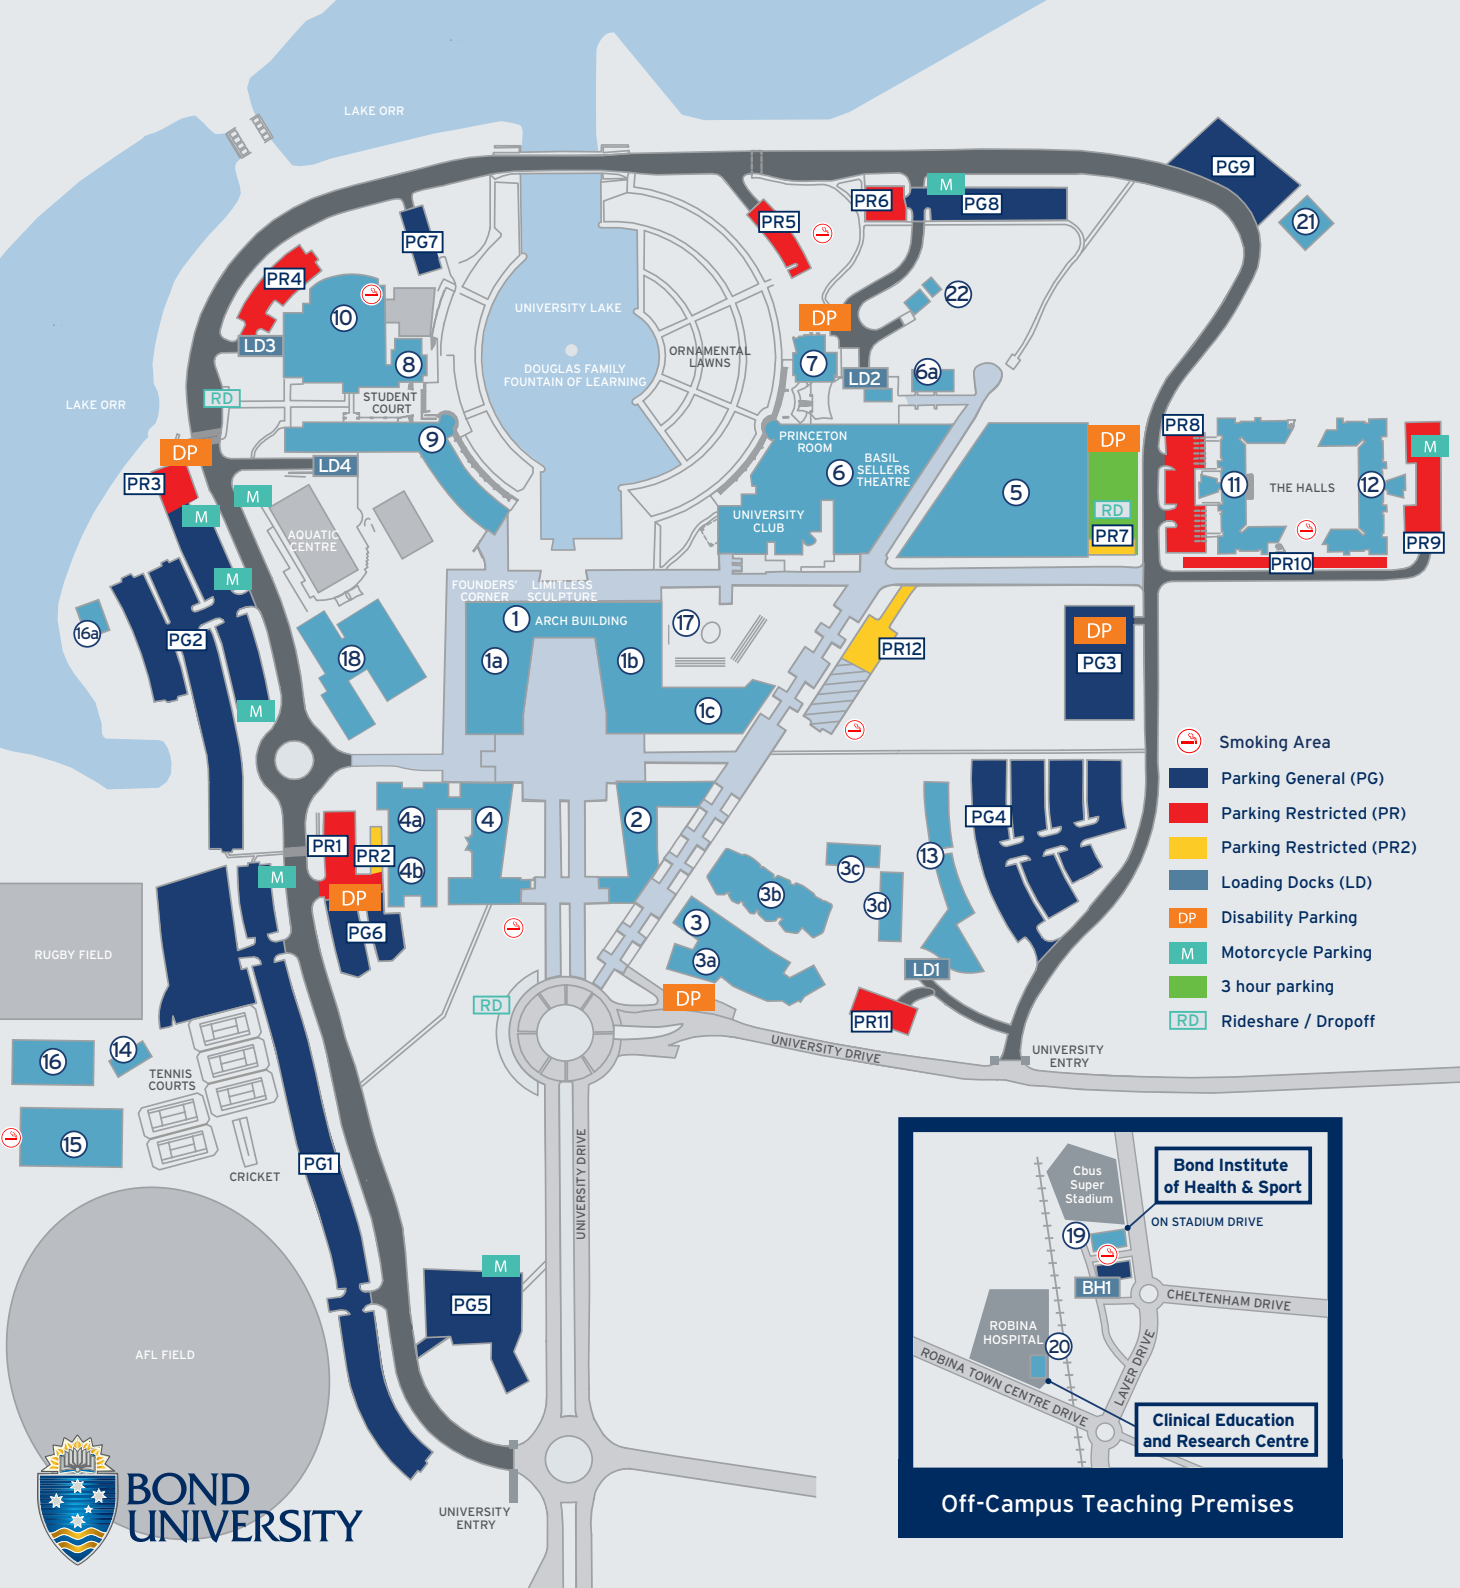 LAKE ORR
PG9
M
PR6
PG8
PR5
21
PG7
PR4
22
10
UNIVERSITY LAKE
DP
LD3
8
ORNAMENTAL
LAWNS
7
DOUGLAS FAMILY
FOUNTAIN OF LEARNING
LD2
6a
RD
STUDENT
COURT
LAKE ORR
PR8
DP
9
PRINCETON
ROOM
DP
M
LD4
BASIL
SELLERS
THEATRE
6
PR3
11
THE HALLS
12
5
M
M
RD
UNIVERSITY
CLUB
AQUATIC
CENTRE
PR7
PR9
PR10
M
FOUNDERS'
CORNER
LIMITLESS
SCULPTURE
1
ARCH BUILDING
17
16a
PG2
DP
PR12
18
1a
1b
PG3
M
1c
Smoking Area
Parking General (PG)
Parking Restricted (PR)
Parking Restricted (PR2)
Loading Docks (LD)
DP
Disability Parking
M
Motorcycle Parking
3 hour parking
RD
Rideshare / Dropoff
4a
4
2
PG4
PR1
PR2
13
3c
4b
M
DP
3b
3d
PG6
3
RUGBY FIELD
3a
LD1
DP
RD
PR11
UNIVERSITY DRIVE
UNIVERSITY
ENTRY
16
14
TENNIS
COURTS
15
PG1
CRICKET
UNIVERSITY DRIVE
M
PG5
AFL FIELD
BOND
UNIVERSITY
UNIVERSITY
ENTRY
Cbus
Super
Stadium
Bond Institute
of Health & Sport
ON STADIUM DRIVE
19
BH1
CHELTENHAM DRIVE
ROBINA
HOSPITAL
20
LAVER DRIVE
ROBINA TOWN CENTRE DRIVE
Clinical Education
and Research Centre
Off-Campus Teaching Premises